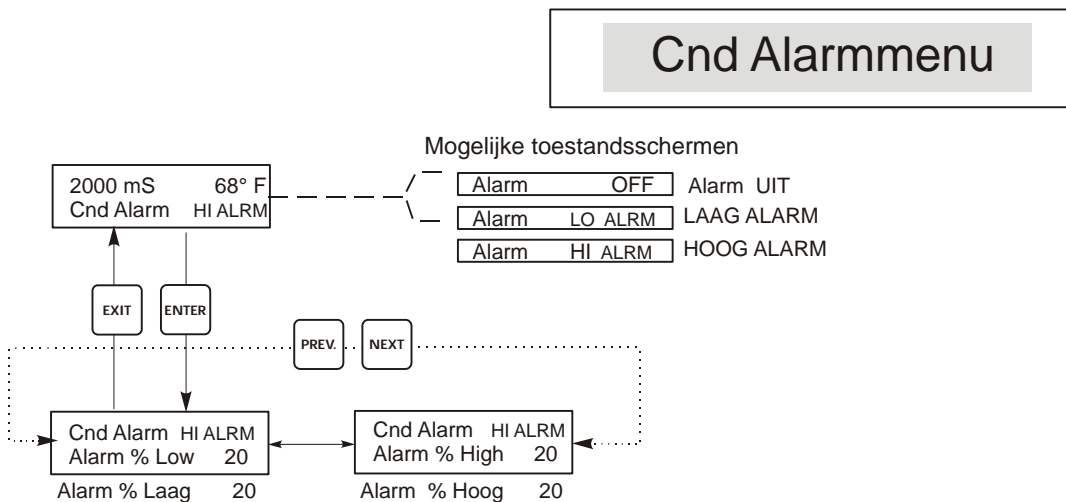 Cnd Alarmmenu
Mogelijke toestandsschermen
2000 mS 68° F
Cnd Alarm HI ALRM
Alarm OFF Alarm UIT
Alarm LO ALRM LAAG ALARM
Alarm HI ALRM HOOG ALARM
EXIT ENTER
PREV. NEXT
Cnd Alarm HI ALRM
Alarm % Low 20
Alarm % Laag 20
Cnd Alarm HI ALRM
Alarm % High 20
Alarm % Hoog 20